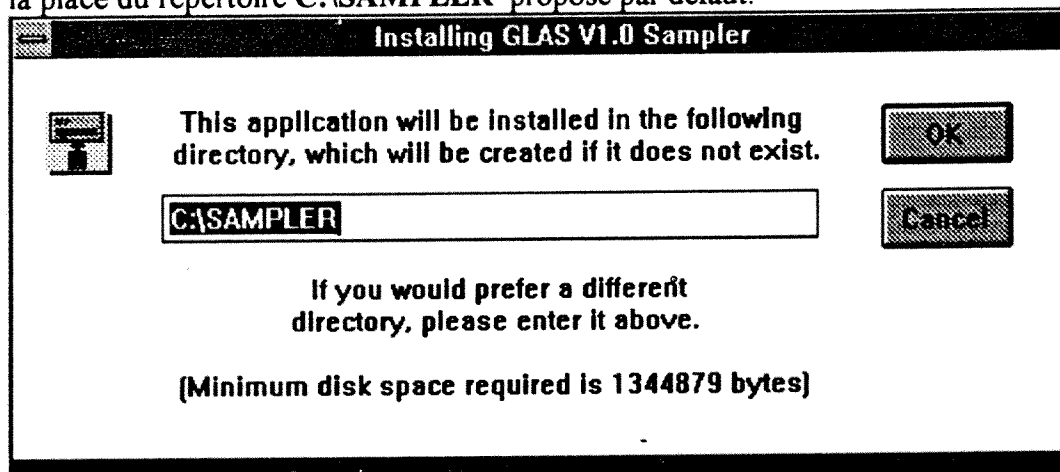 la place du répertoire C:\SAMPLER proposé par défaut.
Installing GLAS V1.0 Sampler
This application will be installed in the following
directory, which will be created if it does not exist.
OK
C:\SAMPLER
Cancel
If you would prefer a different
directory, please enter it above.
(Minimum disk space required is 1344879 bytes)